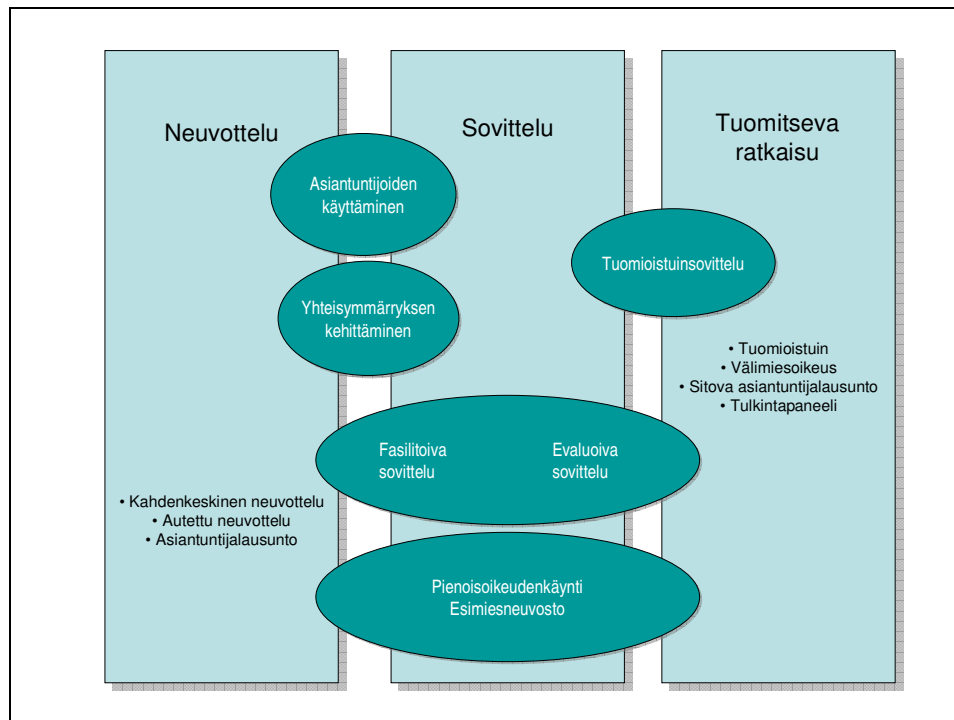 Neuvottelu
Sovittelu
Tuomitseva
ratkaisu
Asiantuntijoiden
käyttäminen
Tuomioistuinsovittelu
Yhteisymmärryksen
kehittäminen
• Tuomioistuin
• Välimiesoikeus
• Sitova asiantuntijalausunto
• Tulkintapaneeli
Fasilitoiva
sovittelu
Evaluoiva
sovittelu
• Kahdenkeskinen neuvottelu
• Autettu neuvottelu
• Asiantuntijalausunto
Pienoisoikeudenkäynti
Esimiesneuvosto